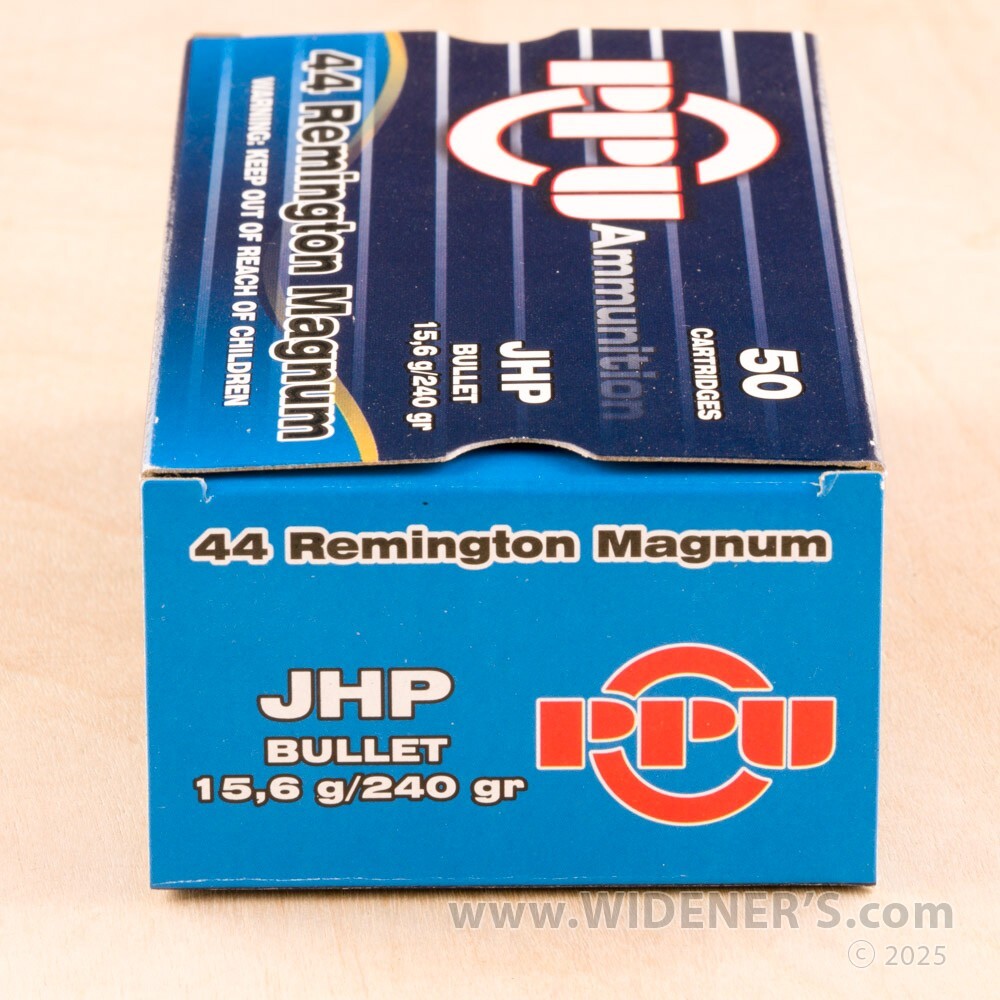 PPU
Ammunition
50
CARTRIDGES
JHP
BULLET
15,6 g/240 gr
44 Remington Magnum
WARNING: KEEP OUT OF REACH OF CHILDREN
44 Remington Magnum
JHP
BULLET
15,6 g/240 gr
PPU
www.WIDENER'S.com
© 2025